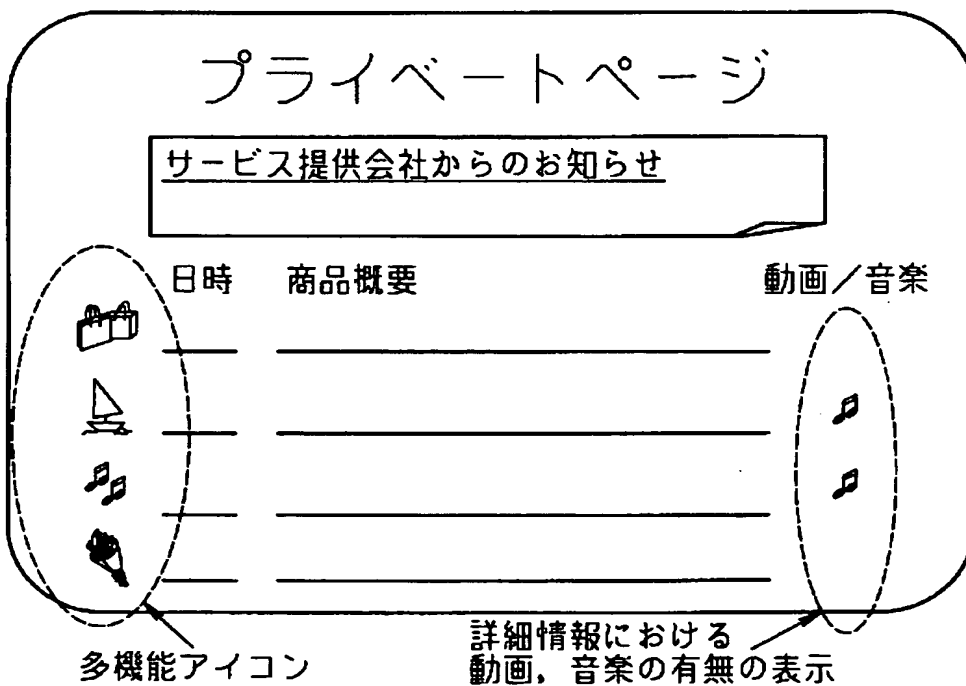 プライベートページ
サービス提供会社からのお知らせ
日時 商品概要 動画/音楽
多機能アイコン
詳細情報における
動画,音楽の有無の表示